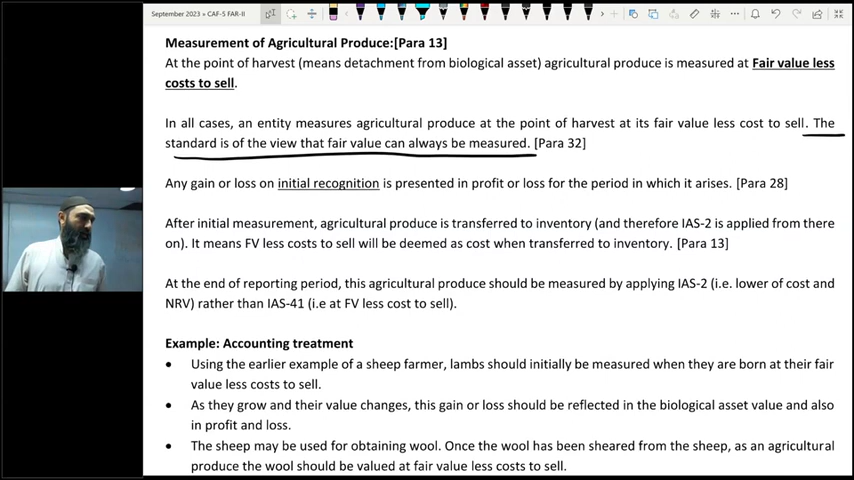 September 2023 » CAF-5 FAR-II
Measurement of Agricultural Produce:[Para 13]
At the point of harvest (means detachment from biological asset) agricultural produce is measured at Fair value less
costs to sell.
In all cases, an entity measures agricultural produce at the point of harvest at its fair value less cost to sell. The
standard is of the view that fair value can always be measured. [Para 32]
Any gain or loss on initial recognition is presented in profit or loss for the period in which it arises. [Para 28]
After initial measurement, agricultural produce is transferred to inventory (and therefore IAS-2 is applied from there
on). It means FV less costs to sell will be deemed as cost when transferred to inventory. [Para 13]
At the end of reporting period, this agricultural produce should be measured by applying IAS-2 (i.e. lower of cost and
NRV) rather than IAS-41 (i.e at FV less cost to sell).
Example: Accounting treatment
• Using the earlier example of a sheep farmer, lambs should initially be measured when they are born at their fair
value less costs to sell.
• As they grow and their value changes, this gain or loss should be reflected in the biological asset value and also
in profit and loss.
• The sheep may be used for obtaining wool. Once the wool has been sheared from the sheep, as an agricultural
produce the wool should be valued at fair value less costs to sell.